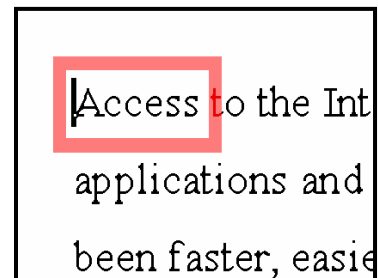 Access to the Int
applications and
been faster, easie